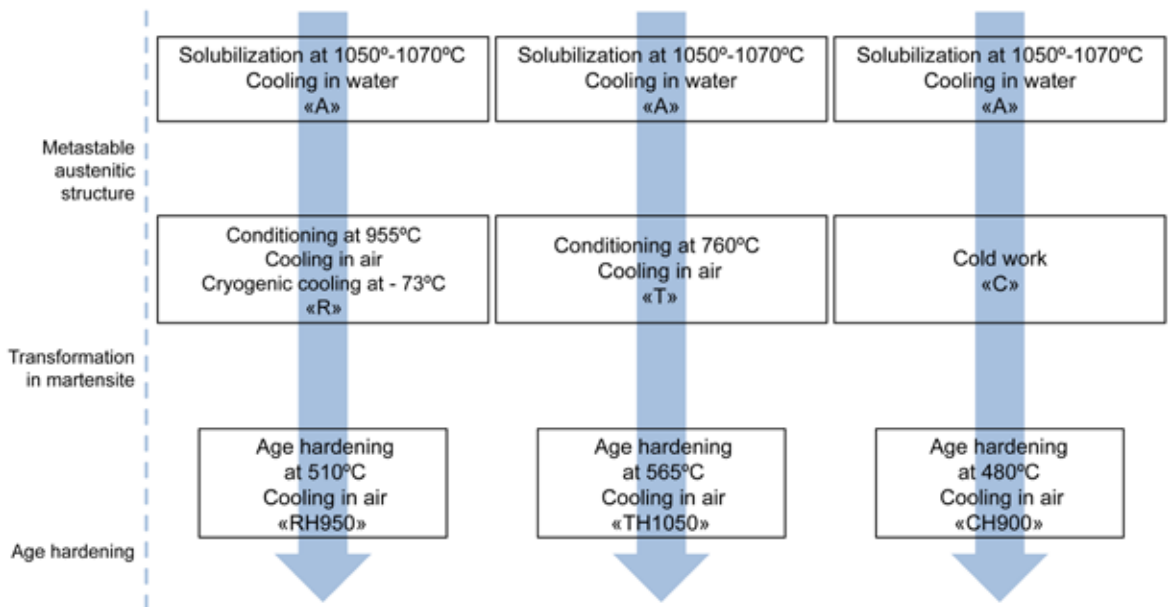 Solubilization at 1050º-1070ºC
Cooling in water
«A»
Solubilization at 1050º-1070ºC
Cooling in water
«A»
Solubilization at 1050º-1070ºC
Cooling in water
«A»
Metastable
austenitic
structure
Conditioning at 955ºC
Cooling in air
Cryogenic cooling at - 73ºC
«R»
Conditioning at 760ºC
Cooling in air
«T»
Cold work
«C»
Transformation
in martensite
Age hardening
at 510ºC
Cooling in air
«RH950»
Age hardening
at 565ºC
Cooling in air
«TH1050»
Age hardening
at 480ºC
Cooling in air
«CH900»
Age hardening